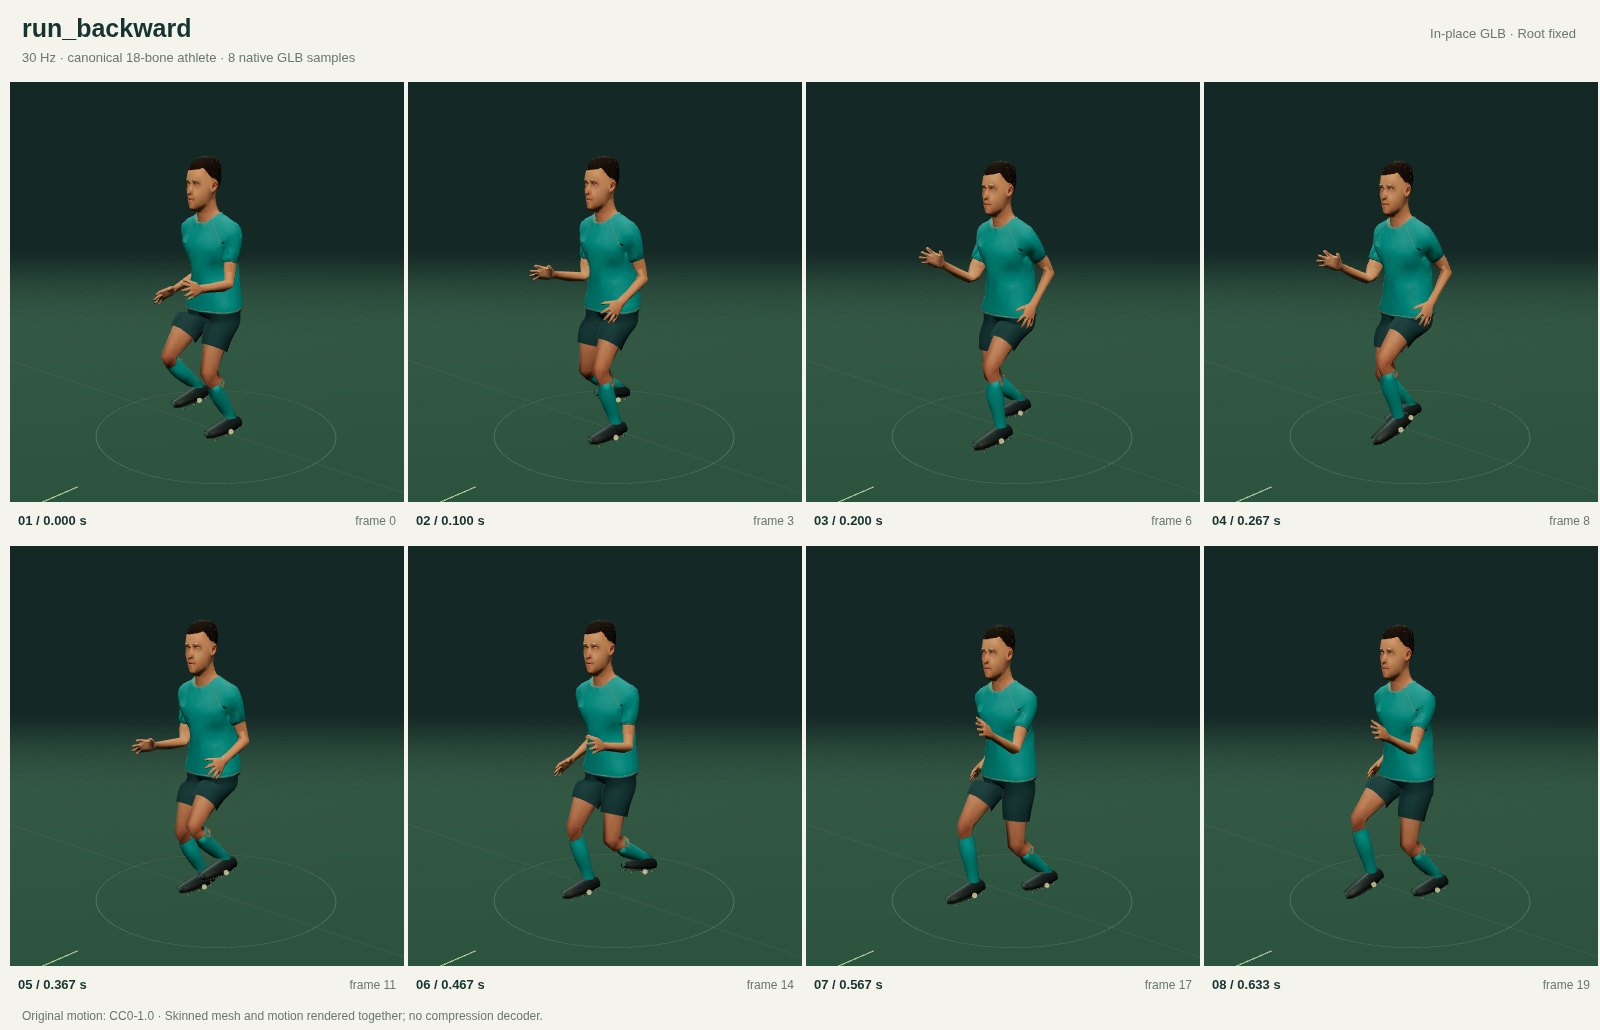 run_backward
In-place GLB · Root fixed
30 Hz · canonical 18-bone athlete · 8 native GLB samples
01 / 0.000 s frame 0
02 / 0.100 s frame 3
03 / 0.200 s frame 6
04 / 0.267 s frame 8
05 / 0.367 s frame 11
06 / 0.467 s frame 14
07 / 0.567 s frame 17
08 / 0.633 s frame 19
Original motion: CC0-1.0 · Skinned mesh and motion rendered together; no compression decoder.